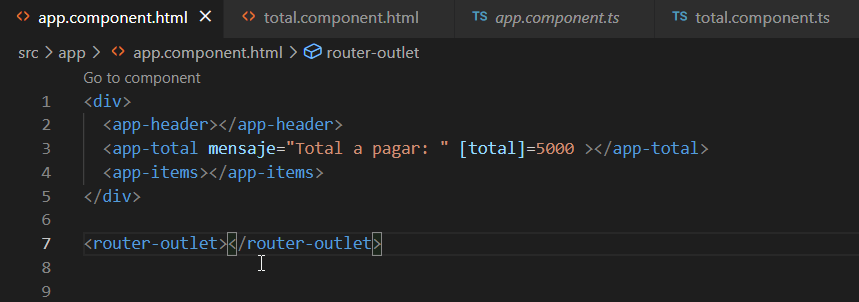 app.component.html total.component.html TS app.component.ts TS total.component.ts
src > app > app.component.html > router-outlet
Go to component
1 <div>
2 <app-header></app-header>
3 <app-total mensaje="Total a pagar: " [total]=5000 ></app-total>
4 <app-items></app-items>
5 </div>
6
7 <router-outlet></router-outlet>
8
9